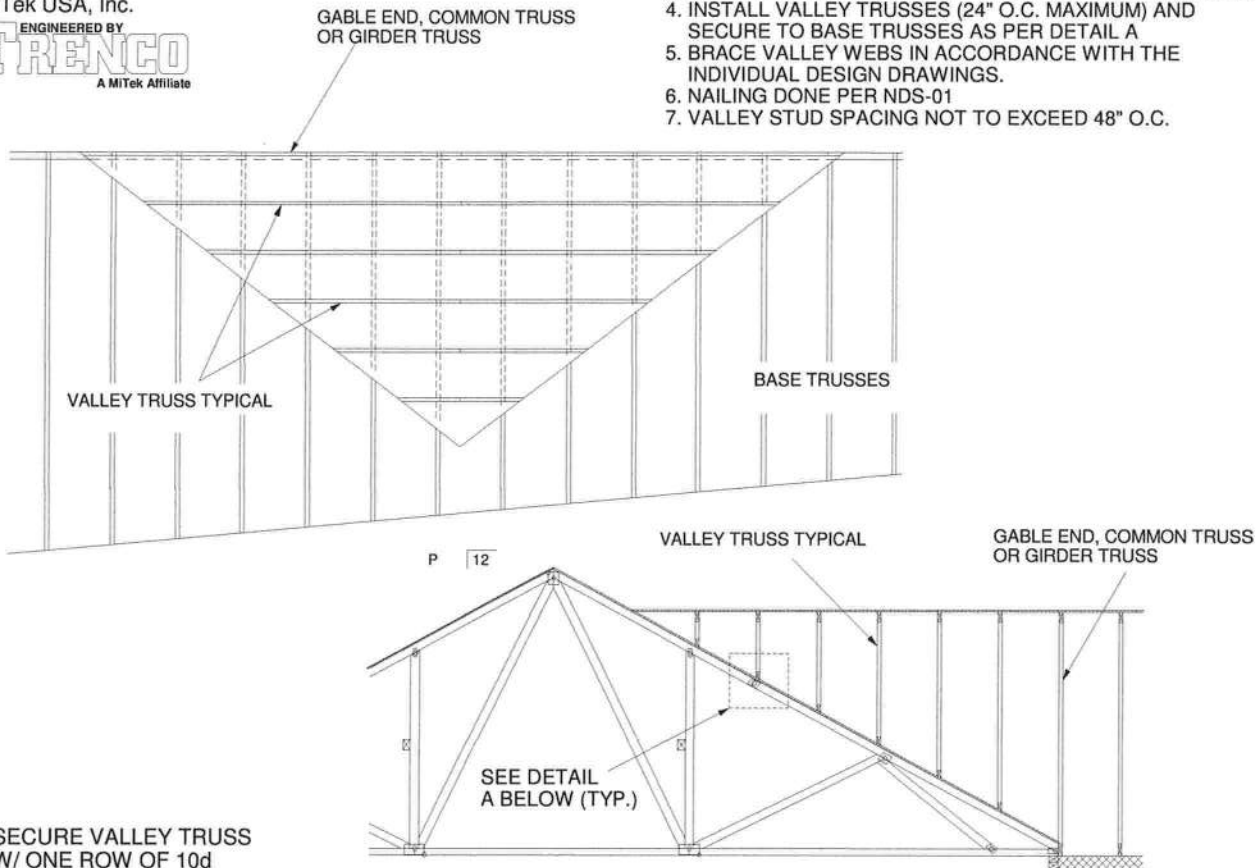 Tek USA, Inc.
ENGINEERED BY
TRENCO
A MiTek Affiliate
GABLE END, COMMON TRUSS
OR GIRDER TRUSS
4. INSTALL VALLEY TRUSSES (24" O.C. MAXIMUM) AND
SECURE TO BASE TRUSSES AS PER DETAIL A
5. BRACE VALLEY WEBS IN ACCORDANCE WITH THE
INDIVIDUAL DESIGN DRAWINGS.
6. NAILING DONE PER NDS-01
7. VALLEY STUD SPACING NOT TO EXCEED 48" O.C.
VALLEY TRUSS TYPICAL
BASE TRUSSES
P 12
VALLEY TRUSS TYPICAL
GABLE END, COMMON TRUSS
OR GIRDER TRUSS
SEE DETAIL
A BELOW (TYP.)
SECURE VALLEY TRUSS
W/ ONE ROW OF 10d